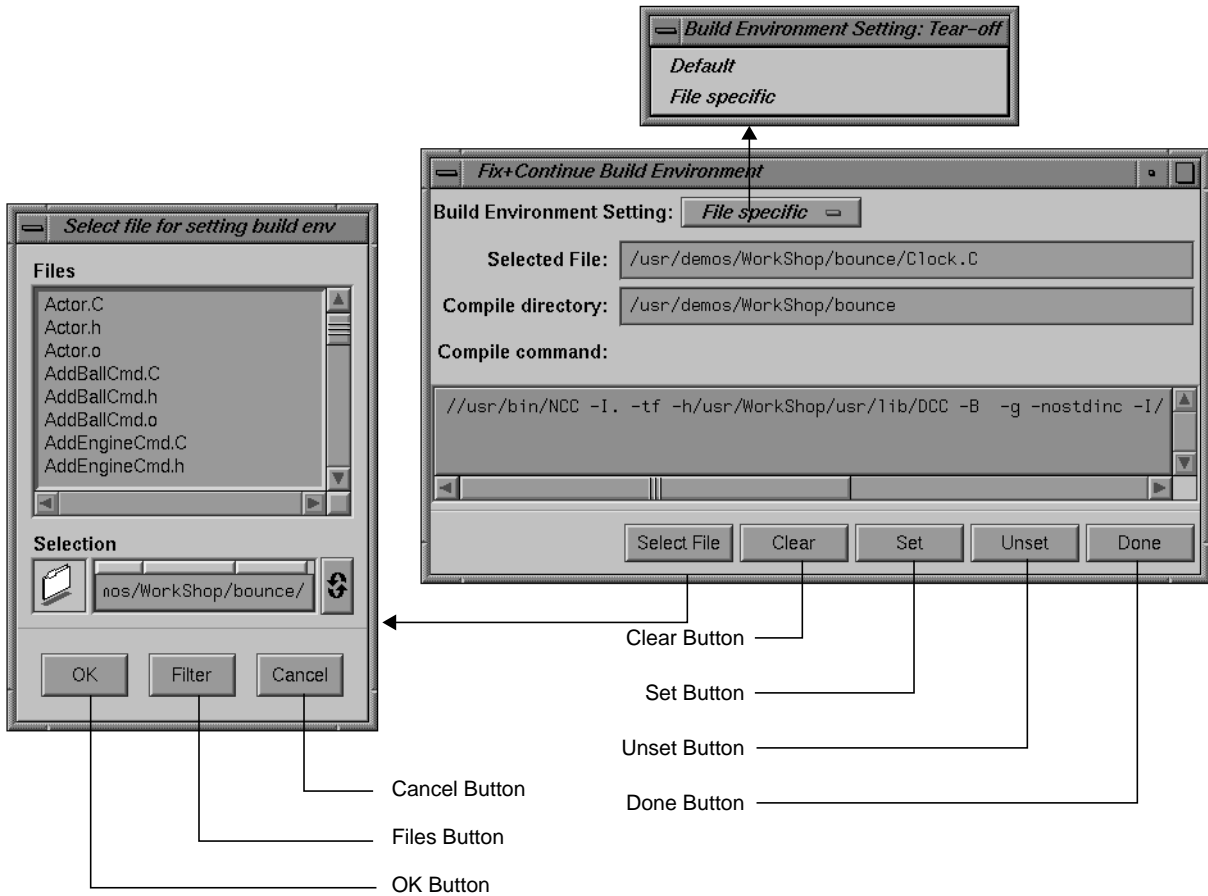 Build Environment Setting: Tear-off
Default
File specific
Fix+Continue Build Environment
Build Environment Setting: File specific
Selected File: /usr/demos/WorkShop/bounce/Clock.C
Compile directory: /usr/demos/WorkShop/bounce
Compile command:
//usr/bin/NCC -I. -tf -h/usr/WorkShop/usr/lib/DCC -B  -g -nostdinc -I/
Select File Clear Set Unset Done
Select file for setting build env
Files
Actor.C
Actor.h
Actor.o
AddBallCmd.C
AddBallCmd.h
AddBallCmd.o
AddEngineCmd.C
AddEngineCmd.h
Selection
nos/WorkShop/bounce/
OK Filter Cancel
Clear Button
Set Button
Unset Button
Done Button
Cancel Button
Files Button
OK Button